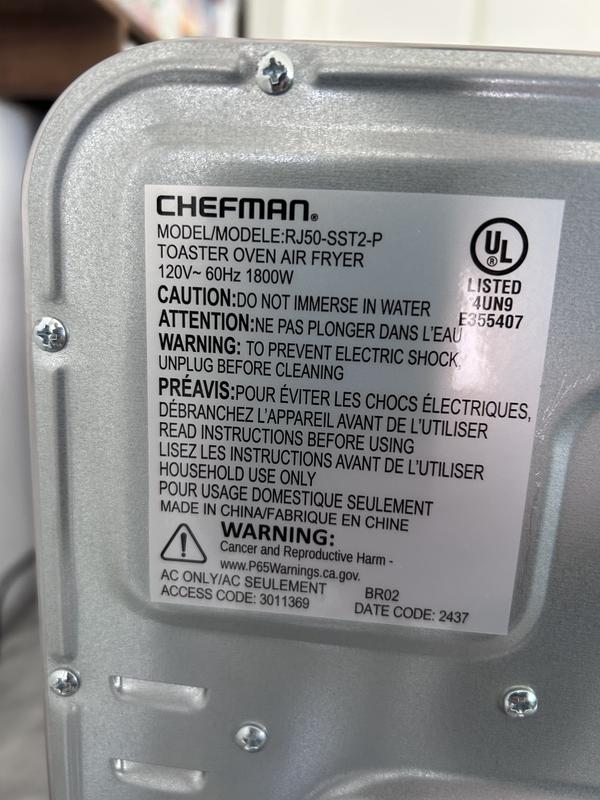 CHEFMAN®
MODEL/MODELE:RJ50-SST2-P
TOASTER OVEN AIR FRYER
120V~ 60Hz 1800W
UL
®
LISTED
4UN9
E355407
CAUTION:DO NOT IMMERSE IN WATER
ATTENTION:NE PAS PLONGER DANS L'EAU
WARNING: TO PREVENT ELECTRIC SHOCK,
UNPLUG BEFORE CLEANING
PRÉAVIS:POUR ÉVITER LES CHOCS ÉLECTRIQUES,
DÉBRANCHEZ L'APPAREIL AVANT DE L'UTILISER
READ INSTRUCTIONS BEFORE USING
LISEZ LES INSTRUCTIONS AVANT DE L'UTILISER
HOUSEHOLD USE ONLY
POUR USAGE DOMESTIQUE SEULEMENT
MADE IN CHINA/FABRIQUE EN CHINE
WARNING:
Cancer and Reproductive Harm -
www.P65Warnings.ca.gov.
AC ONLY/AC SEULEMENT
BR02
ACCESS CODE: 3011369
DATE CODE: 2437